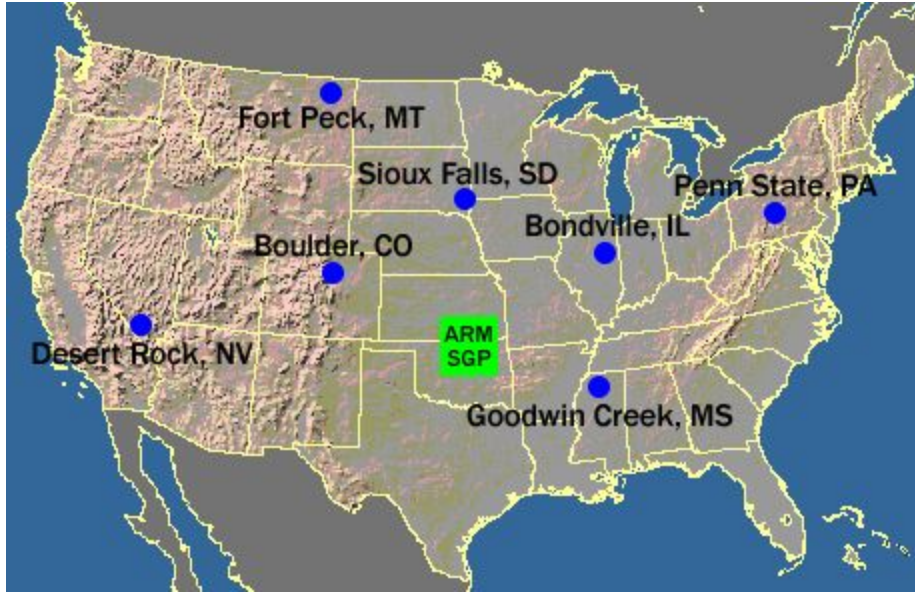 Fort Peck, MT
Sioux Falls, SD
Penn State, PA
Bondville, IL
Boulder, CO
ARM
SGP
Desert Rock, NV
Goodwin Creek, MS